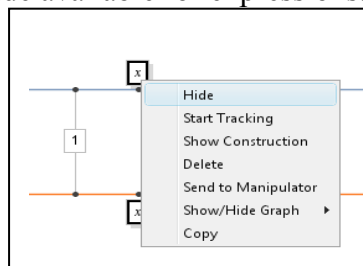 x
Hide
Start Tracking
Show Construction
1
Delete
Send to Manipulator
x
Show/Hide Graph
Copy